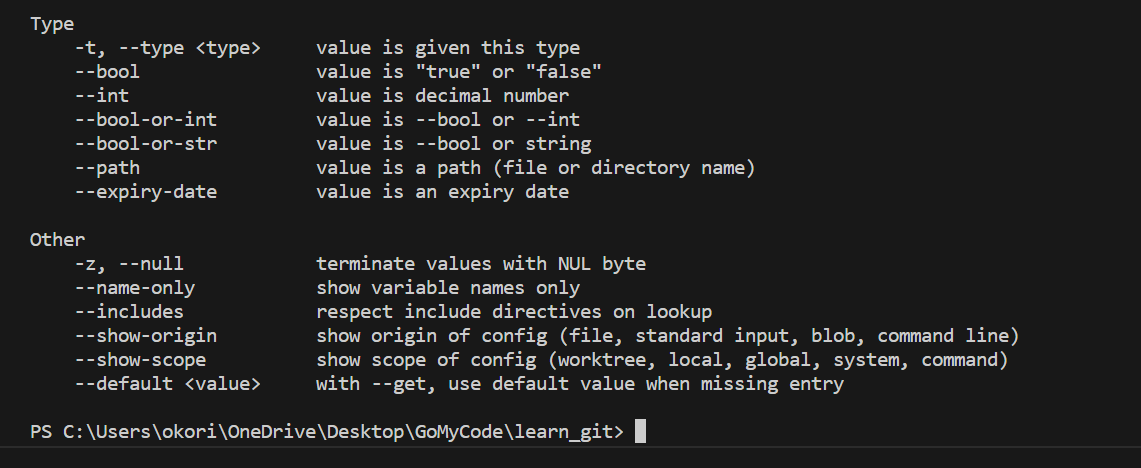 Type
    -t, --type <type>     value is given this type
    --bool                value is "true" or "false"
    --int                 value is decimal number
    --bool-or-int         value is --bool or --int
    --bool-or-str         value is --bool or string
    --path                value is a path (file or directory name)
    --expiry-date         value is an expiry date

Other
    -z, --null            terminate values with NUL byte
    --name-only           show variable names only
    --includes            respect include directives on lookup
    --show-origin         show origin of config (file, standard input, blob, command line)
    --show-scope          show scope of config (worktree, local, global, system, command)
    --default <value>     with --get, use default value when missing entry

PS C:\Users\okori\OneDrive\Desktop\GoMyCode\learn_git>